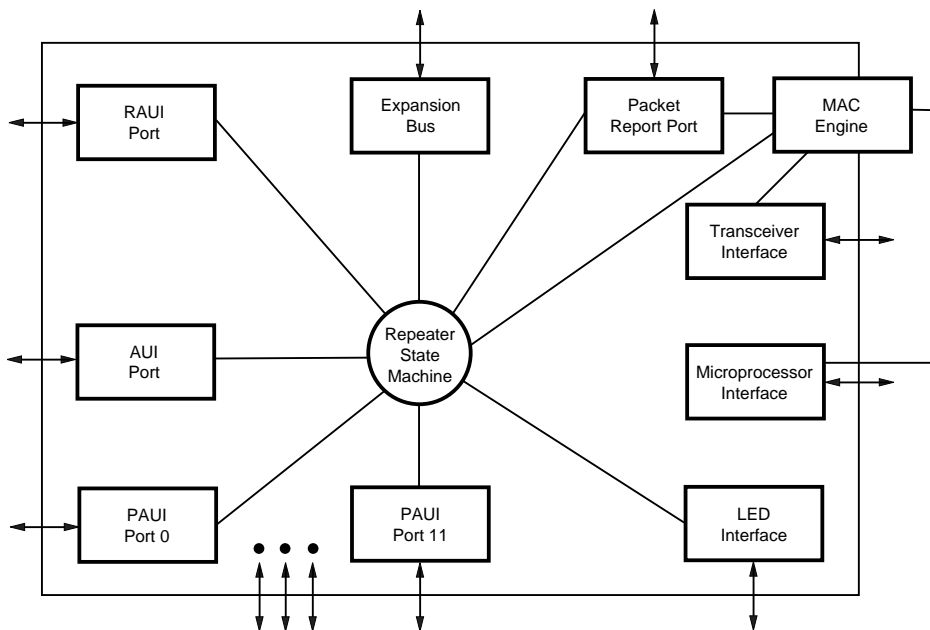 RAUI
Port
Expansion
Bus
Packet
Report Port
MAC
Engine
Transceiver
Interface
AUI
Port
Repeater
State
Machine
Microprocessor
Interface
PAUI
Port 0
PAUI
Port 11
LED
Interface